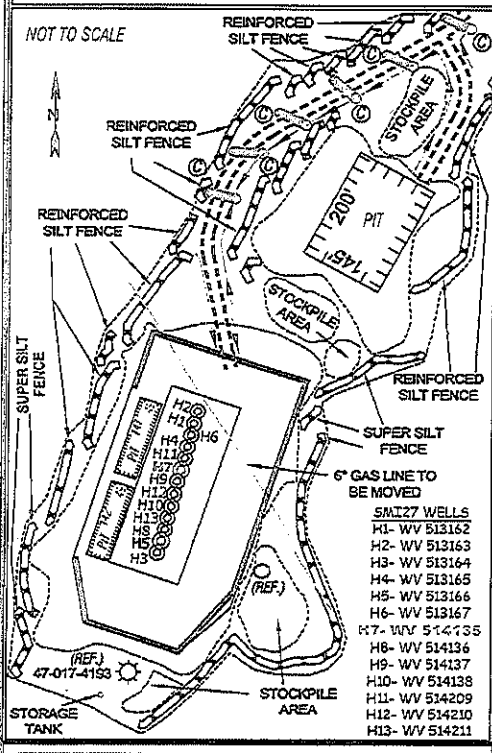 NOT TO SCALE
N
REINFORCED
SILT FENCE
REINFORCED
SILT FENCE
REINFORCED
SILT FENCE
C
C
C
C
C
C
STOCKPILE
AREA
200'
PIT
145'
STOCKPILE
AREA
SUPER SILT
FENCE
REINFORCED
SILT FENCE
SUPER SILT
FENCE
6" GAS LINE TO
BE MOVED
H2
H1
H6
H4
H11
H7
H9
H12
H10
H13
H9
H5
H3
PIT
PIT
(REF.)
(REF.)
47-017-4193
STORAGE
TANK
STOCKPILE
AREA
SMI27 WELLS
H1- WV 513162
H2- WV 513163
H3- WV 513164
H4- WV 513165
H5- WV 513166
H6- WV 513167
H7- WV 514135
H8- WV 514136
H9- WV 514137
H10- WV 514138
H11- WV 514209
H12- WV 514210
H13- WV 514211